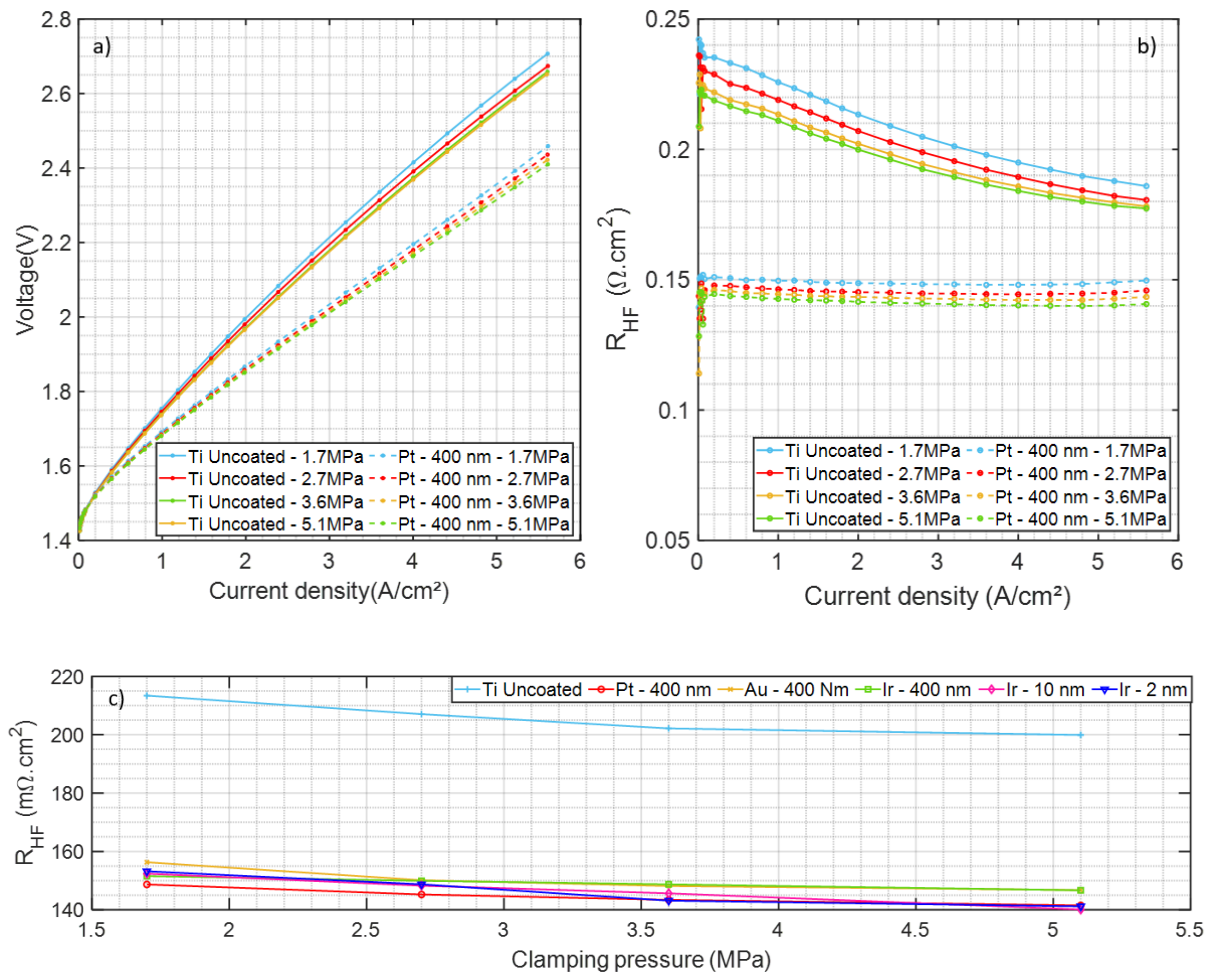 a)
2.8
2.6
2.4
2.2
2
1.8
1.6
1.4
Voltage(V)
Ti Uncoated - 1.7MPa Pt - 400 nm - 1.7MPa
Ti Uncoated - 2.7MPa Pt - 400 nm - 2.7MPa
Ti Uncoated - 3.6MPa Pt - 400 nm - 3.6MPa
Ti Uncoated - 5.1MPa Pt - 400 nm - 5.1MPa
0 1 2 3 4 5 6
Current density(A/cm²)
b)
0.25
0.2
0.15
0.1
0.05
R_HF (Ω.cm²)
Ti Uncoated - 1.7MPa Pt - 400 nm - 1.7MPa
Ti Uncoated - 2.7MPa Pt - 400 nm - 2.7MPa
Ti Uncoated - 3.6MPa Pt - 400 nm - 3.6MPa
Ti Uncoated - 5.1MPa Pt - 400 nm - 5.1MPa
0 1 2 3 4 5 6
Current density (A/cm²)
c)
Ti Uncoated Pt - 400 nm Au - 400 Nm Ir - 400 nm Ir - 10 nm Ir - 2 nm
220
200
180
160
140
R_HF (mΩ.cm²)
1.5 2 2.5 3 3.5 4 4.5 5 5.5
Clamping pressure (MPa)